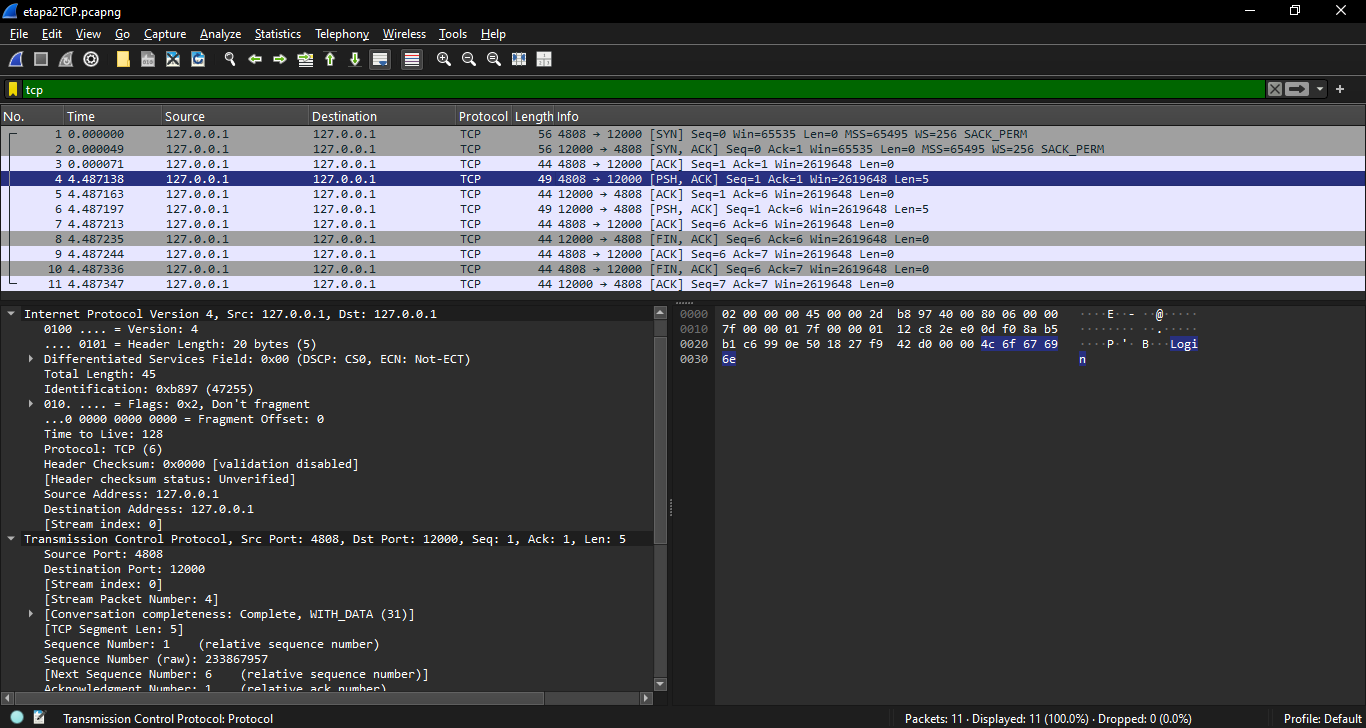 etapa2TCP.pcapng
File Edit View Go Capture Analyze Statistics Telephony Wireless Tools Help
tcp
No. Time Source Destination Protocol Length Info
1 0.000000 127.0.0.1 127.0.0.1 TCP 56 4808 → 12000 [SYN] Seq=0 Win=65535 Len=0 MSS=65495 WS=256 SACK_PERM
2 0.000049 127.0.0.1 127.0.0.1 TCP 56 12000 → 4808 [SYN, ACK] Seq=0 Ack=1 Win=65535 Len=0 MSS=65495 WS=256 SACK_PERM
3 0.000071 127.0.0.1 127.0.0.1 TCP 44 4808 → 12000 [ACK] Seq=1 Ack=1 Win=2619648 Len=0
4 4.487138 127.0.0.1 127.0.0.1 TCP 49 4808 → 12000 [PSH, ACK] Seq=1 Ack=1 Win=2619648 Len=5
5 4.487163 127.0.0.1 127.0.0.1 TCP 44 12000 → 4808 [ACK] Seq=1 Ack=6 Win=2619648 Len=0
6 4.487197 127.0.0.1 127.0.0.1 TCP 49 12000 → 4808 [PSH, ACK] Seq=1 Ack=6 Win=2619648 Len=5
7 4.487213 127.0.0.1 127.0.0.1 TCP 44 4808 → 12000 [ACK] Seq=6 Ack=6 Win=2619648 Len=0
8 4.487235 127.0.0.1 127.0.0.1 TCP 44 12000 → 4808 [FIN, ACK] Seq=6 Ack=6 Win=2619648 Len=0
9 4.487244 127.0.0.1 127.0.0.1 TCP 44 4808 → 12000 [ACK] Seq=6 Ack=7 Win=2619648 Len=0
10 4.487336 127.0.0.1 127.0.0.1 TCP 44 4808 → 12000 [FIN, ACK] Seq=6 Ack=7 Win=2619648 Len=0
11 4.487347 127.0.0.1 127.0.0.1 TCP 44 12000 → 4808 [ACK] Seq=7 Ack=7 Win=2619648 Len=0
Internet Protocol Version 4, Src: 127.0.0.1, Dst: 127.0.0.1
0100 .... = Version: 4
.... 0101 = Header Length: 20 bytes (5)
Differentiated Services Field: 0x00 (DSCP: CS0, ECN: Not-ECT)
Total Length: 45
Identification: 0xb897 (47255)
010. .... = Flags: 0x2, Don't fragment
...0 0000 0000 0000 = Fragment Offset: 0
Time to Live: 128
Protocol: TCP (6)
Header Checksum: 0x0000 [validation disabled]
[Header checksum status: Unverified]
Source Address: 127.0.0.1
Destination Address: 127.0.0.1
[Stream index: 0]
Transmission Control Protocol, Src Port: 4808, Dst Port: 12000, Seq: 1, Ack: 1, Len: 5
Source Port: 4808
Destination Port: 12000
[Stream index: 0]
[Stream Packet Number: 4]
[Conversation completeness: Complete, WITH_DATA (31)]
[TCP Segment Len: 5]
Sequence Number: 1 (relative sequence number)
Sequence Number (raw): 233867957
[Next Sequence Number: 6 (relative sequence number)]
Acknowledgment Number: 1 (relative ack number)
0000 02 00 00 00 45 00 00 2d b8 97 40 00 80 06 00 00 ····E··- ··@·····
0010 7f 00 00 01 7f 00 00 01 12 c8 2e e0 0d f0 8a b5 ········ ··.·····
0020 b1 c6 99 0e 50 18 27 f9 42 d0 00 00 4c 6f 67 69 ····P·'· B···Logi
0030 6e n
Transmission Control Protocol: Protocol
Packets: 11 · Displayed: 11 (100.0%) · Dropped: 0 (0.0%)
Profile: Default